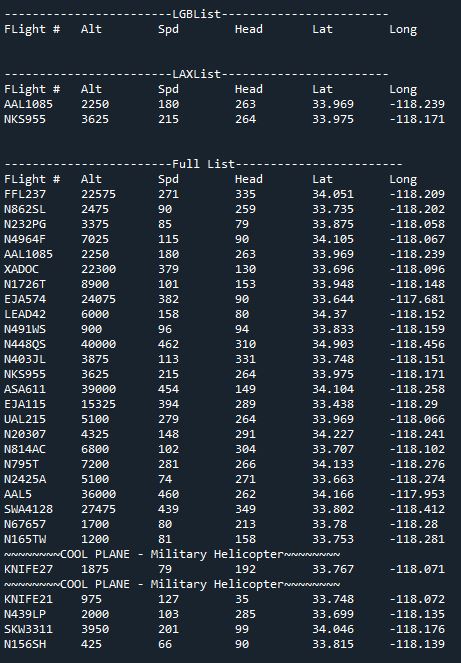 ------------------------LGBList------------------------
FLight # Alt Spd Head Lat Long
------------------------LAXList------------------------
FLight # Alt Spd Head Lat Long
AAL1085 2250 180 263 33.969 -118.239
NKS955 3625 215 264 33.975 -118.171
------------------------Full List------------------------
FLight # Alt Spd Head Lat Long
FFL237 22575 271 335 34.051 -118.209
N862SL 2475 90 259 33.735 -118.202
N232PG 3375 85 79 33.875 -118.058
N4964F 7025 115 90 34.105 -118.067
AAL1085 2250 180 263 33.969 -118.239
XADOC 22300 379 130 33.696 -118.096
N1726T 8900 101 153 33.948 -118.148
EJA574 24075 382 90 33.644 -117.681
LEAD42 6000 158 80 34.37 -118.152
N491WS 900 96 94 33.833 -118.159
N448QS 40000 462 310 34.903 -118.456
N403JL 3875 113 331 33.748 -118.151
NKS955 3625 215 264 33.975 -118.171
ASA611 39000 454 149 34.104 -118.258
EJA115 15325 394 289 33.438 -118.29
UAL215 5100 279 264 33.969 -118.066
N20307 4325 148 291 34.227 -118.241
N814AC 6800 102 304 33.707 -118.102
N795T 7200 281 266 34.133 -118.276
N2425A 5100 74 271 33.663 -118.274
AAL5 36000 460 262 34.166 -117.953
SWA4128 27475 439 349 33.802 -118.412
N67657 1700 80 213 33.78 -118.28
N165TW 1200 81 158 33.753 -118.281
~~~~~~~~COOL PLANE - Military Helicopter~~~~~~~~
KNIFE27 1875 79 192 33.767 -118.071
~~~~~~~~COOL PLANE - Military Helicopter~~~~~~~~
KNIFE21 975 127 35 33.748 -118.072
N439LP 2000 103 285 33.699 -118.135
SKW3311 3950 201 99 34.046 -118.176
N156SH 425 66 90 33.815 -118.139